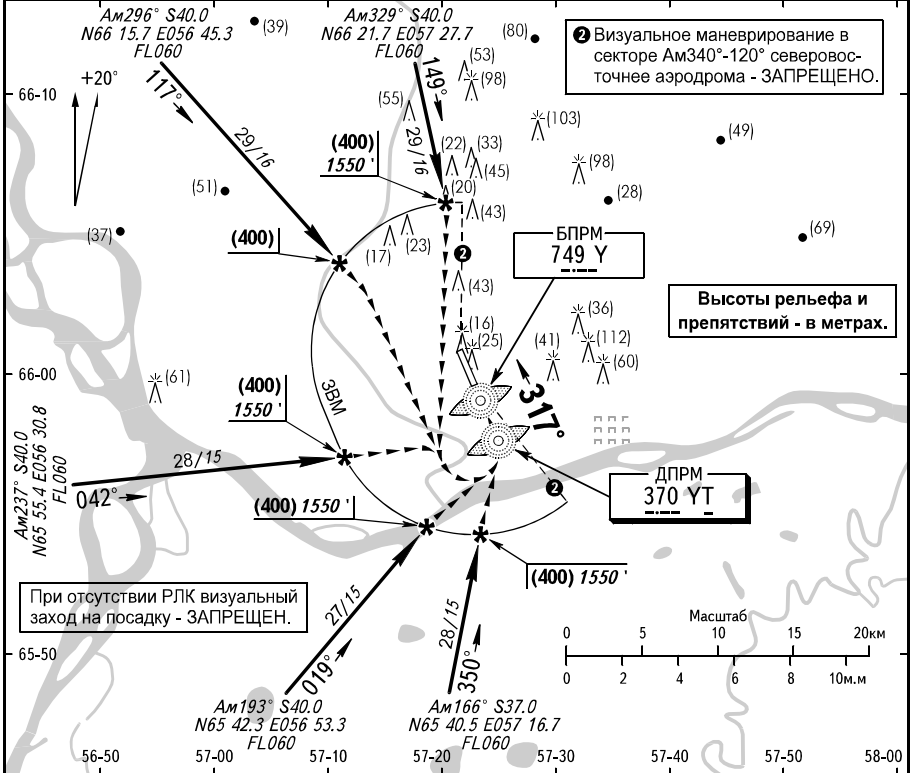 Ам296° S40.0
N66 15.7 E056 45.3
FL060
(39)
Ам329° S40.0
N66 21.7 E057 27.7
FL060
(80)
❷ Визуальное маневрирование в
секторе Ам340°-120° северовос-
точнее аэродрома - ЗАПРЕЩЕНО.
+20°
117°
149°
(53)
(98)
66-10
(55)
(103)
29/16
29/16
(400)
1550 '
(22)
(33)
(45)
(49)
(98)
(51)
(20)
(43)
(28)
(37)
(400)
(17)
(23)
(69)
❷
БПРМ
749 Y
(43)
Высоты рельефа и
препятствий - в метрах.
(36)
(16)
(25)
(41)
(112)
(60)
66-00
(61)
(400)
1550 '
ЗВМ
317°
Ам237° S40.0
N65 55.4 E056 30.8
FL060
28/15
042°
ДПРМ
370 YT
❷
(400) 1550 '
(400) 1550 '
При отсутствии РЛК визуальный
заход на посадку - ЗАПРЕЩЕН.
27/15
28/15
019°
350°
Масштаб
0 5 10 15 20км
0 2 4 6 8 10м.м
65-50
Ам193° S40.0
N65 42.3 E056 53.3
FL060
Ам166° S37.0
N65 40.5 E057 16.7
FL060
56-50 57-00 57-10 57-20 57-30 57-40 57-50 58-00